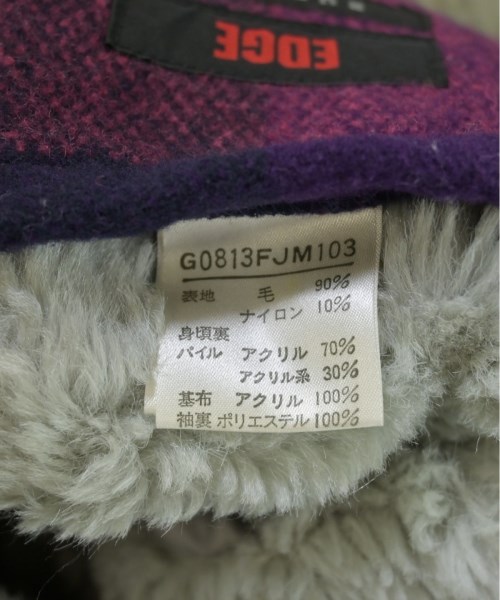 EDGE
G0813FJM103
表地 毛 90%
ナイロン 10%
身頃裏
パイル アクリル 70%
アクリル系 30%
基布 アクリル 100%
袖裏 ポリエステル 100%